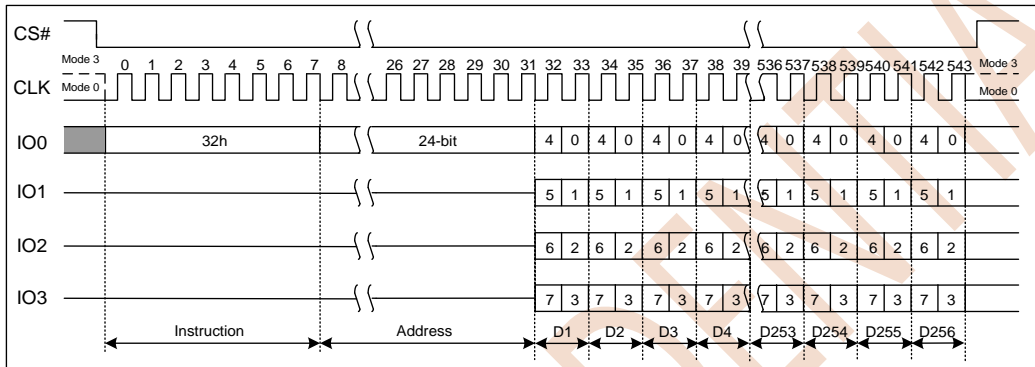 CS#
Mode 3 0 1 2 3 4 5 6 7 8 26 27 28 29 30 31 32 33 34 35 36 37 38 39 536 537 538 539 540 541 542 543 Mode 3
CLK Mode 0 Mode 0
IO0 32h 24-bit 4 0 4 0 4 0 4 0 4 0 4 0 4 0 4 0
IO1 5 1 5 1 5 1 5 1 5 1 5 1 5 1 5 1
IO2 6 2 6 2 6 2 6 2 6 2 6 2 6 2 6 2
IO3 7 3 7 3 7 3 7 3 7 3 7 3 7 3 7 3
Instruction Address D1 D2 D3 D4 D253 D254 D255 D256
DENTIA